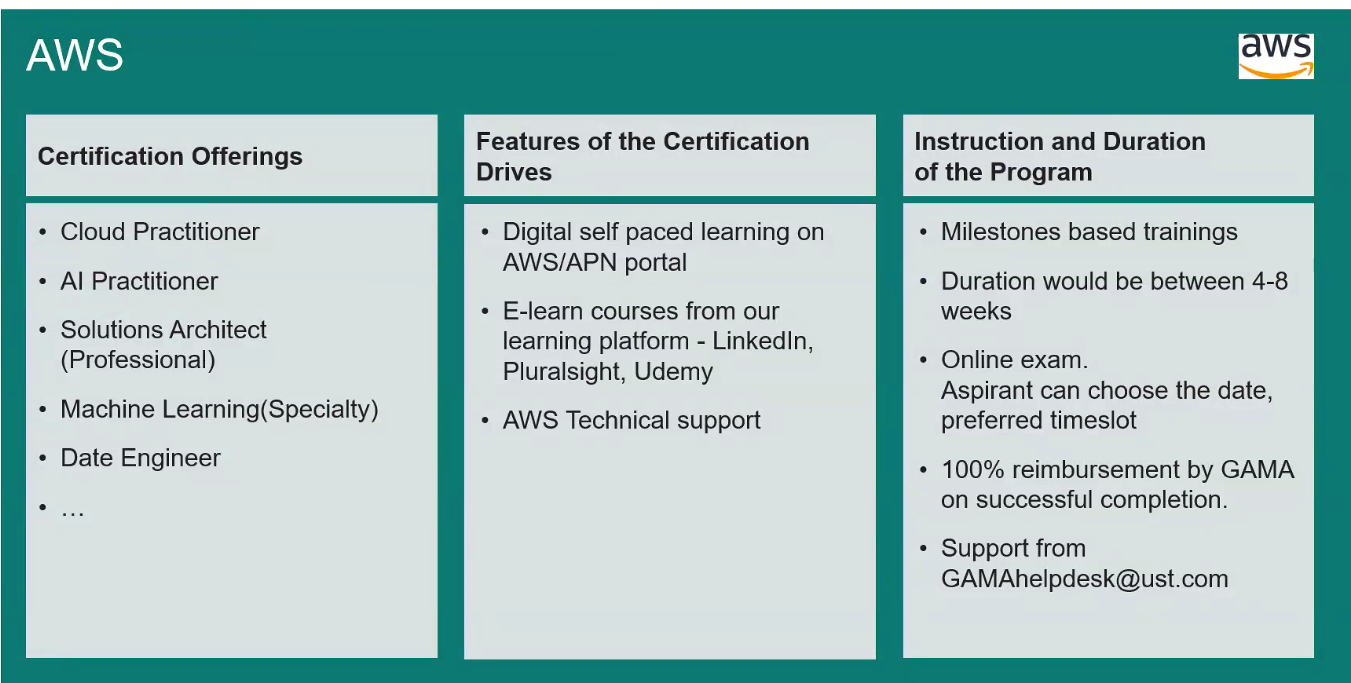 AWS
aws
Certification Offerings
• Cloud Practitioner
• AI Practitioner
• Solutions Architect
(Professional)
• Machine Learning(Specialty)
• Date Engineer
• …
Features of the Certification
Drives
• Digital self paced learning on
AWS/APN portal
• E-learn courses from our
learning platform - LinkedIn,
Pluralsight, Udemy
• AWS Technical support
Instruction and Duration
of the Program
• Milestones based trainings
• Duration would be between 4-8
weeks
• Online exam.
Aspirant can choose the date,
preferred timeslot
• 100% reimbursement by GAMA
on successful completion.
• Support from
GAMAhelpdesk@ust.com